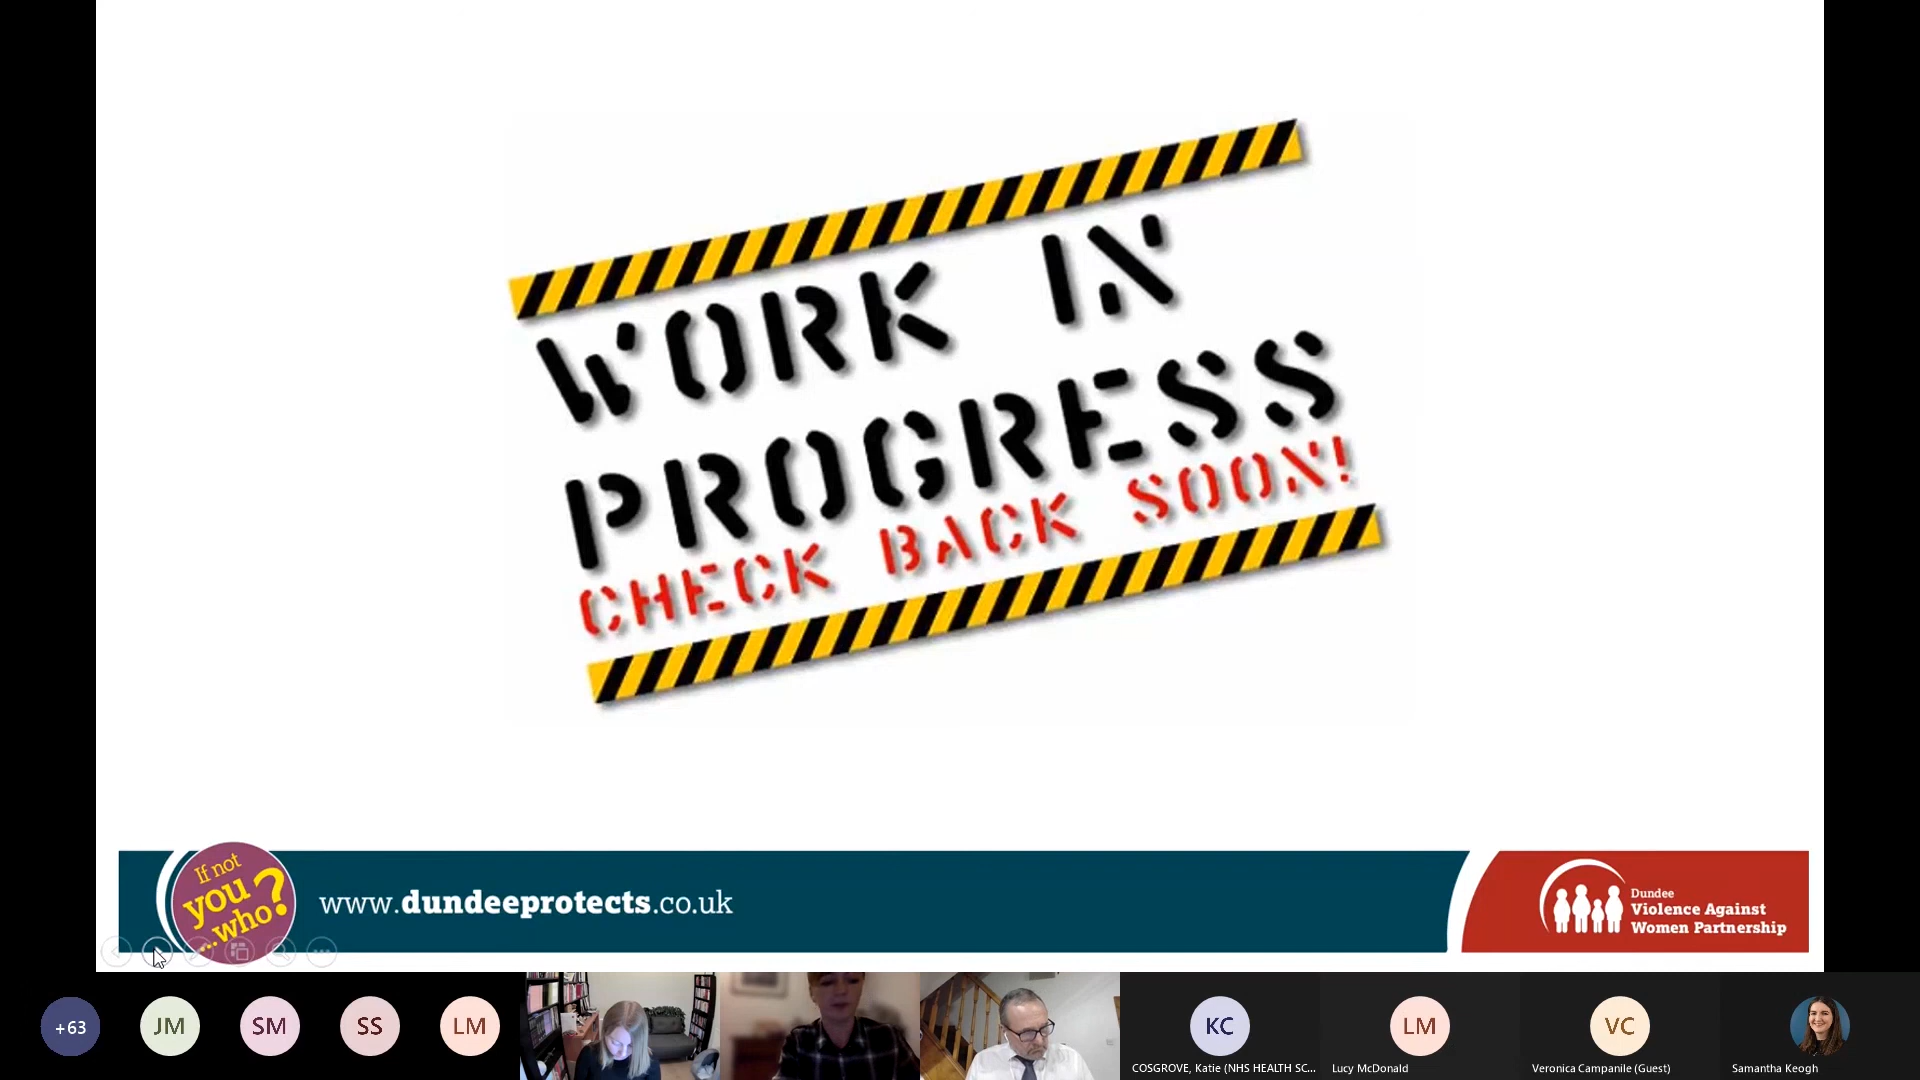 WORK IN
PROGRESS
CHECK BACK SOON!
If not
you
...who?
www.dundeeprotects.co.uk
Dundee
Violence Against
Women Partnership
+63
JM
SM
SS
LM
KC
COSGROVE, Katie (NHS HEALTH SC...
LM
Lucy McDonald
VC
Veronica Campanile (Guest)
Samantha Keogh